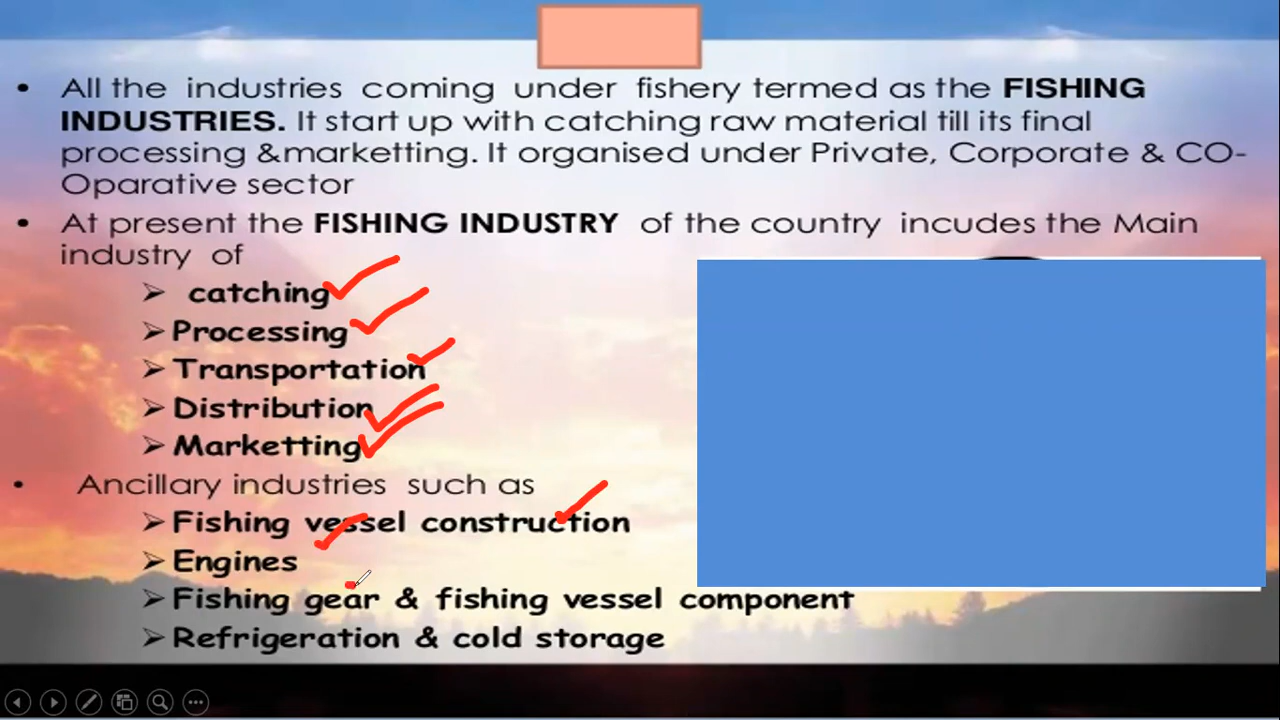 • All the industries coming under fishery termed as the FISHING
INDUSTRIES. It start up with catching raw material till its final
processing &marketting. It organised under Private, Corporate & CO-
Oparative sector
• At present the FISHING INDUSTRY of the country incudes the Main
industry of
➢ catching
➢ Processing
➢ Transportation
➢ Distribution
➢ Marketting
• Ancillary industries such as
➢ Fishing vessel construction
➢ Engines
➢ Fishing gear & fishing vessel component
➢ Refrigeration & cold storage